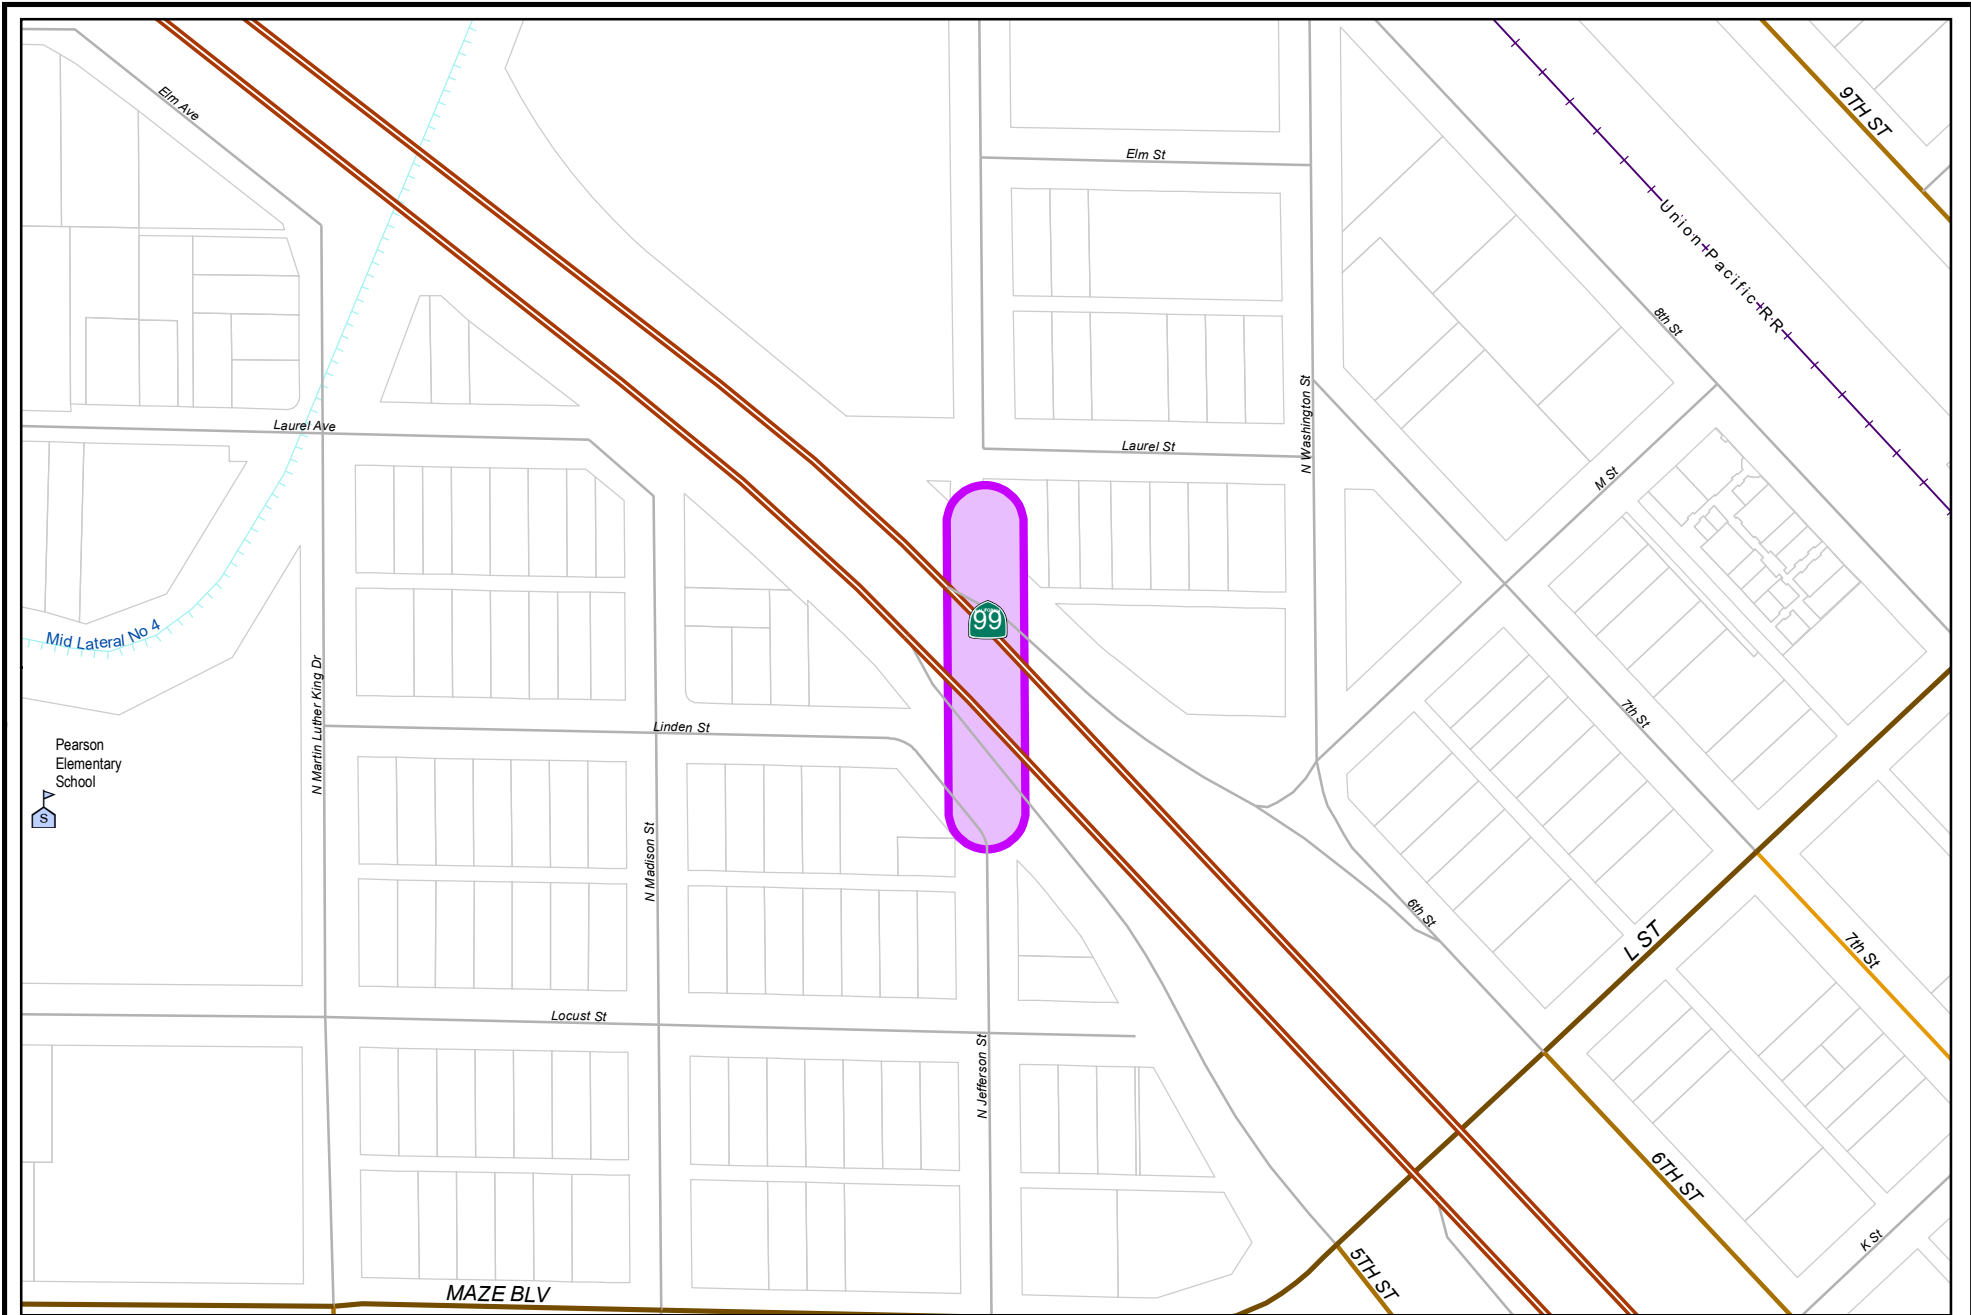 Elm Ave
9TH ST
Elm St
Union Pacific RR
8th St
N Washington St
Laurel Ave
Laurel St
M St
99
Mid Lateral No 4
N Martin Luther King Dr
Linden St
7th St
Pearson
Elementary
School
S
N Madison St
6th St
L ST
7th St
Locust St
N Jefferson St
6TH ST
K St
5TH ST
MAZE BLV